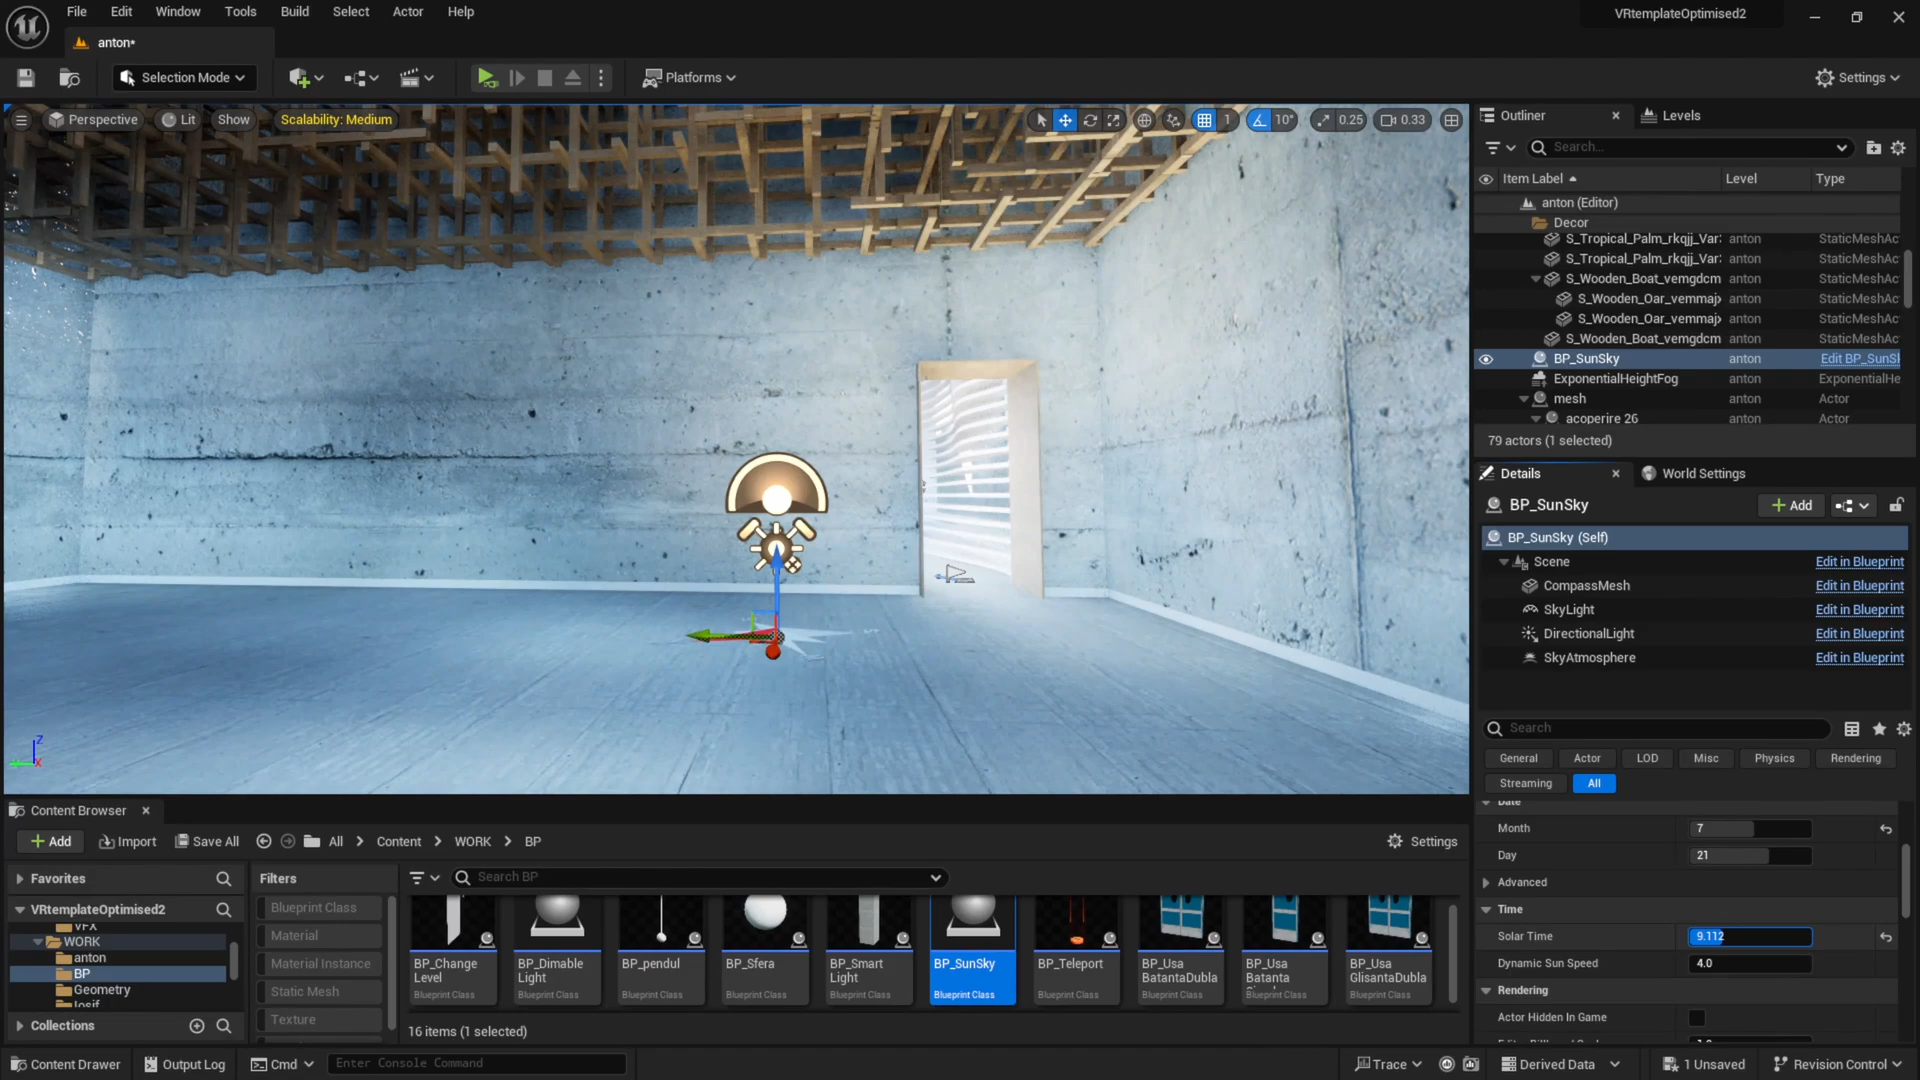 File Edit Window Tools Build Select Actor Help
VRtemplateOptimised2
anton*
Selection Mode
Platforms
Settings
Perspective Lit Show Scalability: Medium
1 10° 0.25 0.33
Outliner Levels
Search...
Item Label Level Type
anton (Editor)
Decor
S_Tropical_Palm_rkqjj_Var: anton StaticMeshAc
S_Tropical_Palm_rkqjj_Var: anton StaticMeshAc
S_Wooden_Boat_vemgdcm anton StaticMeshAc
S_Wooden_Oar_vemmajx anton StaticMeshAc
S_Wooden_Oar_vemmajx anton StaticMeshAc
S_Wooden_Boat_vemgdcm anton StaticMeshAc
BP_SunSky anton Edit BP_SunSl
ExponentialHeightFog anton ExponentialHe
mesh anton Actor
acoperire 26 anton Actor
79 actors (1 selected)
Details World Settings
BP_SunSky
Add
BP_SunSky (Self)
Scene Edit in Blueprint
CompassMesh Edit in Blueprint
SkyLight Edit in Blueprint
DirectionalLight Edit in Blueprint
SkyAtmosphere Edit in Blueprint
Search
General Actor LOD Misc Physics Rendering
Streaming All
Date
Month 7
Day 21
Advanced
Time
Solar Time 9.112
Dynamic Sun Speed 4.0
Rendering
Actor Hidden In Game
z
x
Content Browser
Add Import Save All All Content WORK BP Settings
Favorites
VRtemplateOptimised2
VFX
WORK
anton
BP
Geometry
Iosif
Collections
Filters
Blueprint Class
Material
Material Instance
Static Mesh
Texture
Search BP
BP_Change Level
Blueprint Class
BP_Dimable Light
Blueprint Class
BP_pendul
Blueprint Class
BP_Sfera
Blueprint Class
BP_Smart Light
Blueprint Class
BP_SunSky
Blueprint Class
BP_Teleport
Blueprint Class
BP_Usa BatantaDubla
Blueprint Class
BP_Usa Batanta
Blueprint Class
BP_Usa GlisantaDubla
Blueprint Class
16 items (1 selected)
Content Drawer Output Log Cmd Enter Console Command
Trace Derived Data 1 Unsaved Revision Control